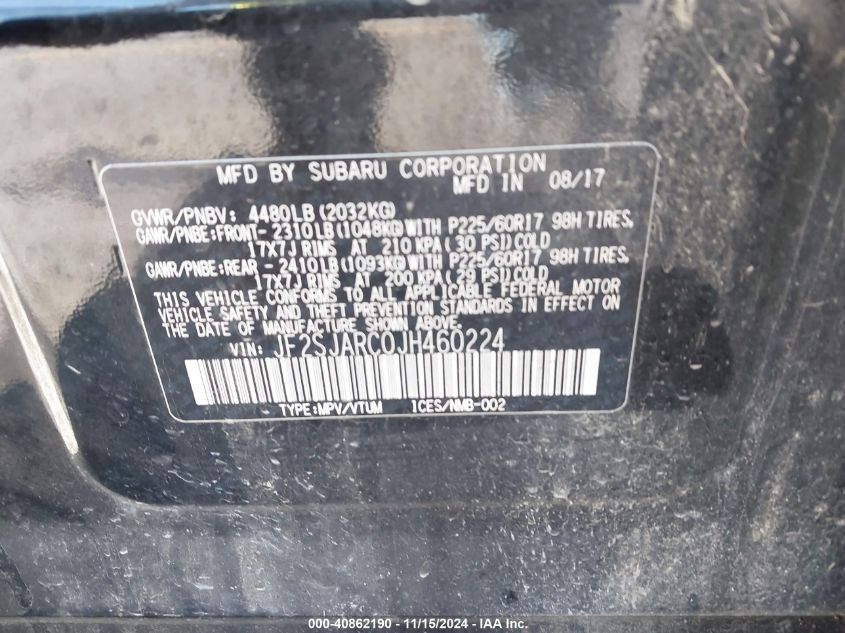 MFD BY SUBARU CORPORATION
MFD IN 08/17
GVWR/PNBV: 4480LB(2032KG)
GAWR/PNBE:FRONT- 2310LB(1048KG)WITH P225/60R17 98H TIRES,
17X7J RIMS AT 210 KPA(30 PSI)COLD
GAWR/PNBE:REAR - 2410LB(1093KG)WITH P225/60R17 98H TIRES,
17X7J RIMS AT 200 KPA(29 PSI)COLD
THIS VEHICLE CONFORMS TO ALL APPLICABLE FEDERAL MOTOR
VEHICLE SAFETY AND THEFT PREVENTION STANDARDS IN EFFECT ON
THE DATE OF MANUFACTURE SHOWN ABOVE.
VIN: JF2SJARC0JH460224
TYPE:MPV/VTUM ICES/NMB-002
000-40862190 - 11/15/2024 - IAA Inc.